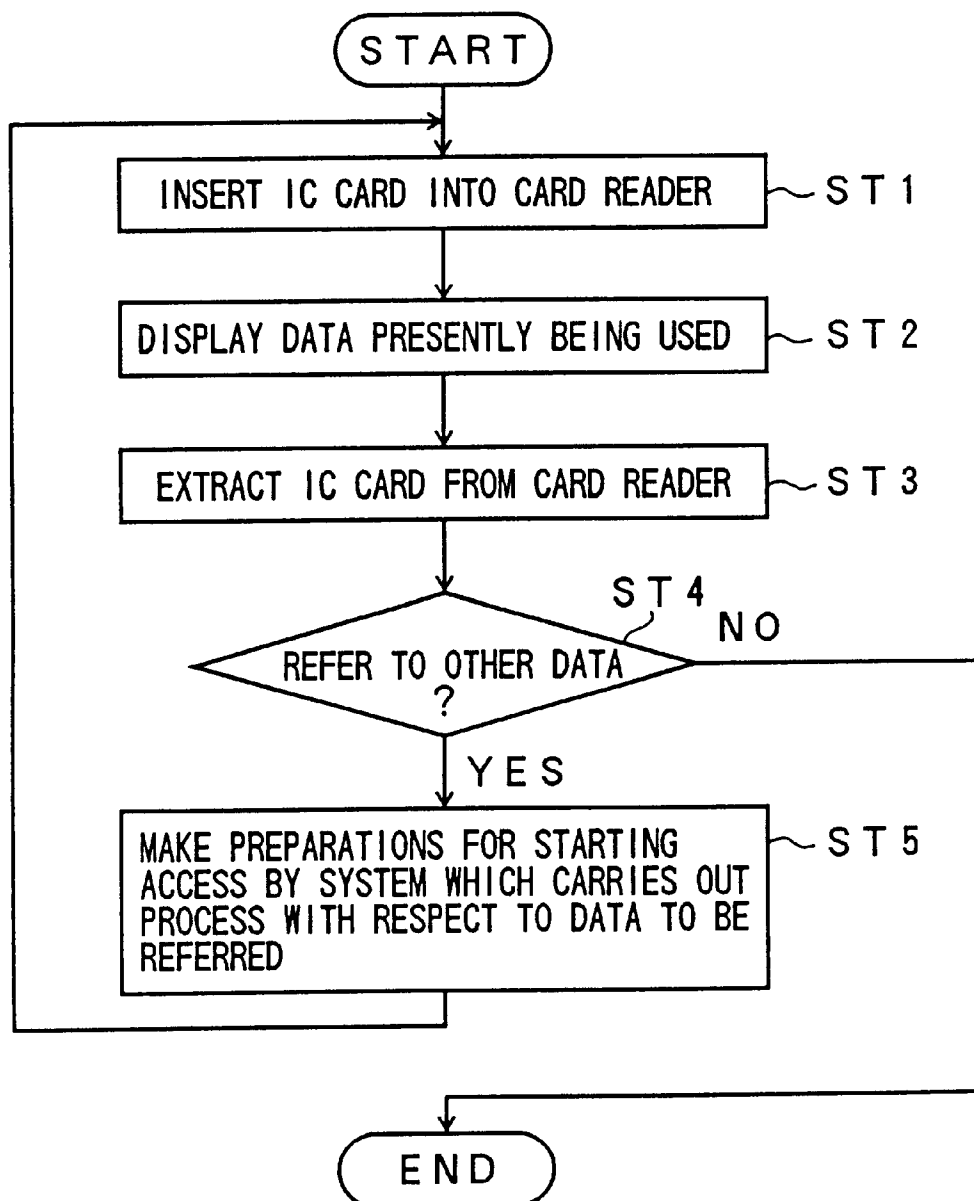 START
INSERT IC CARD INTO CARD READER
ST1
DISPLAY DATA PRESENTLY BEING USED
ST2
EXTRACT IC CARD FROM CARD READER
ST3
ST4
NO
REFER TO OTHER DATA
?
YES
MAKE PREPARATIONS FOR STARTING
ACCESS BY SYSTEM WHICH CARRIES OUT
PROCESS WITH RESPECT TO DATA TO BE
REFERRED
ST5
END